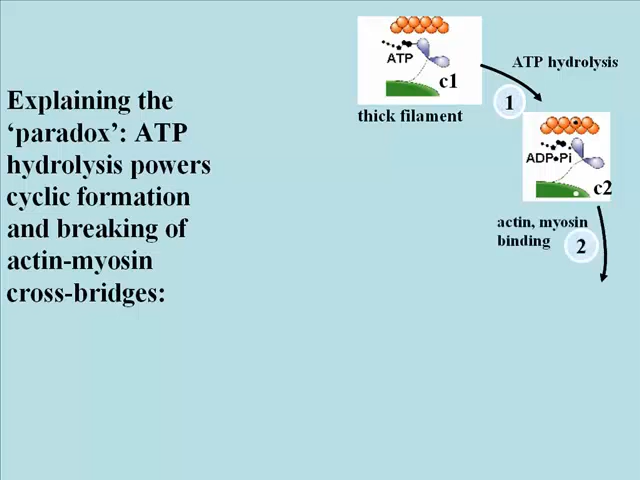 Explaining the
‘paradox’: ATP
hydrolysis powers
cyclic formation
and breaking of
actin-myosin
cross-bridges:
ATP
c1
thick filament
ATP hydrolysis
1
ADP•Pi
c2
actin, myosin
binding
2